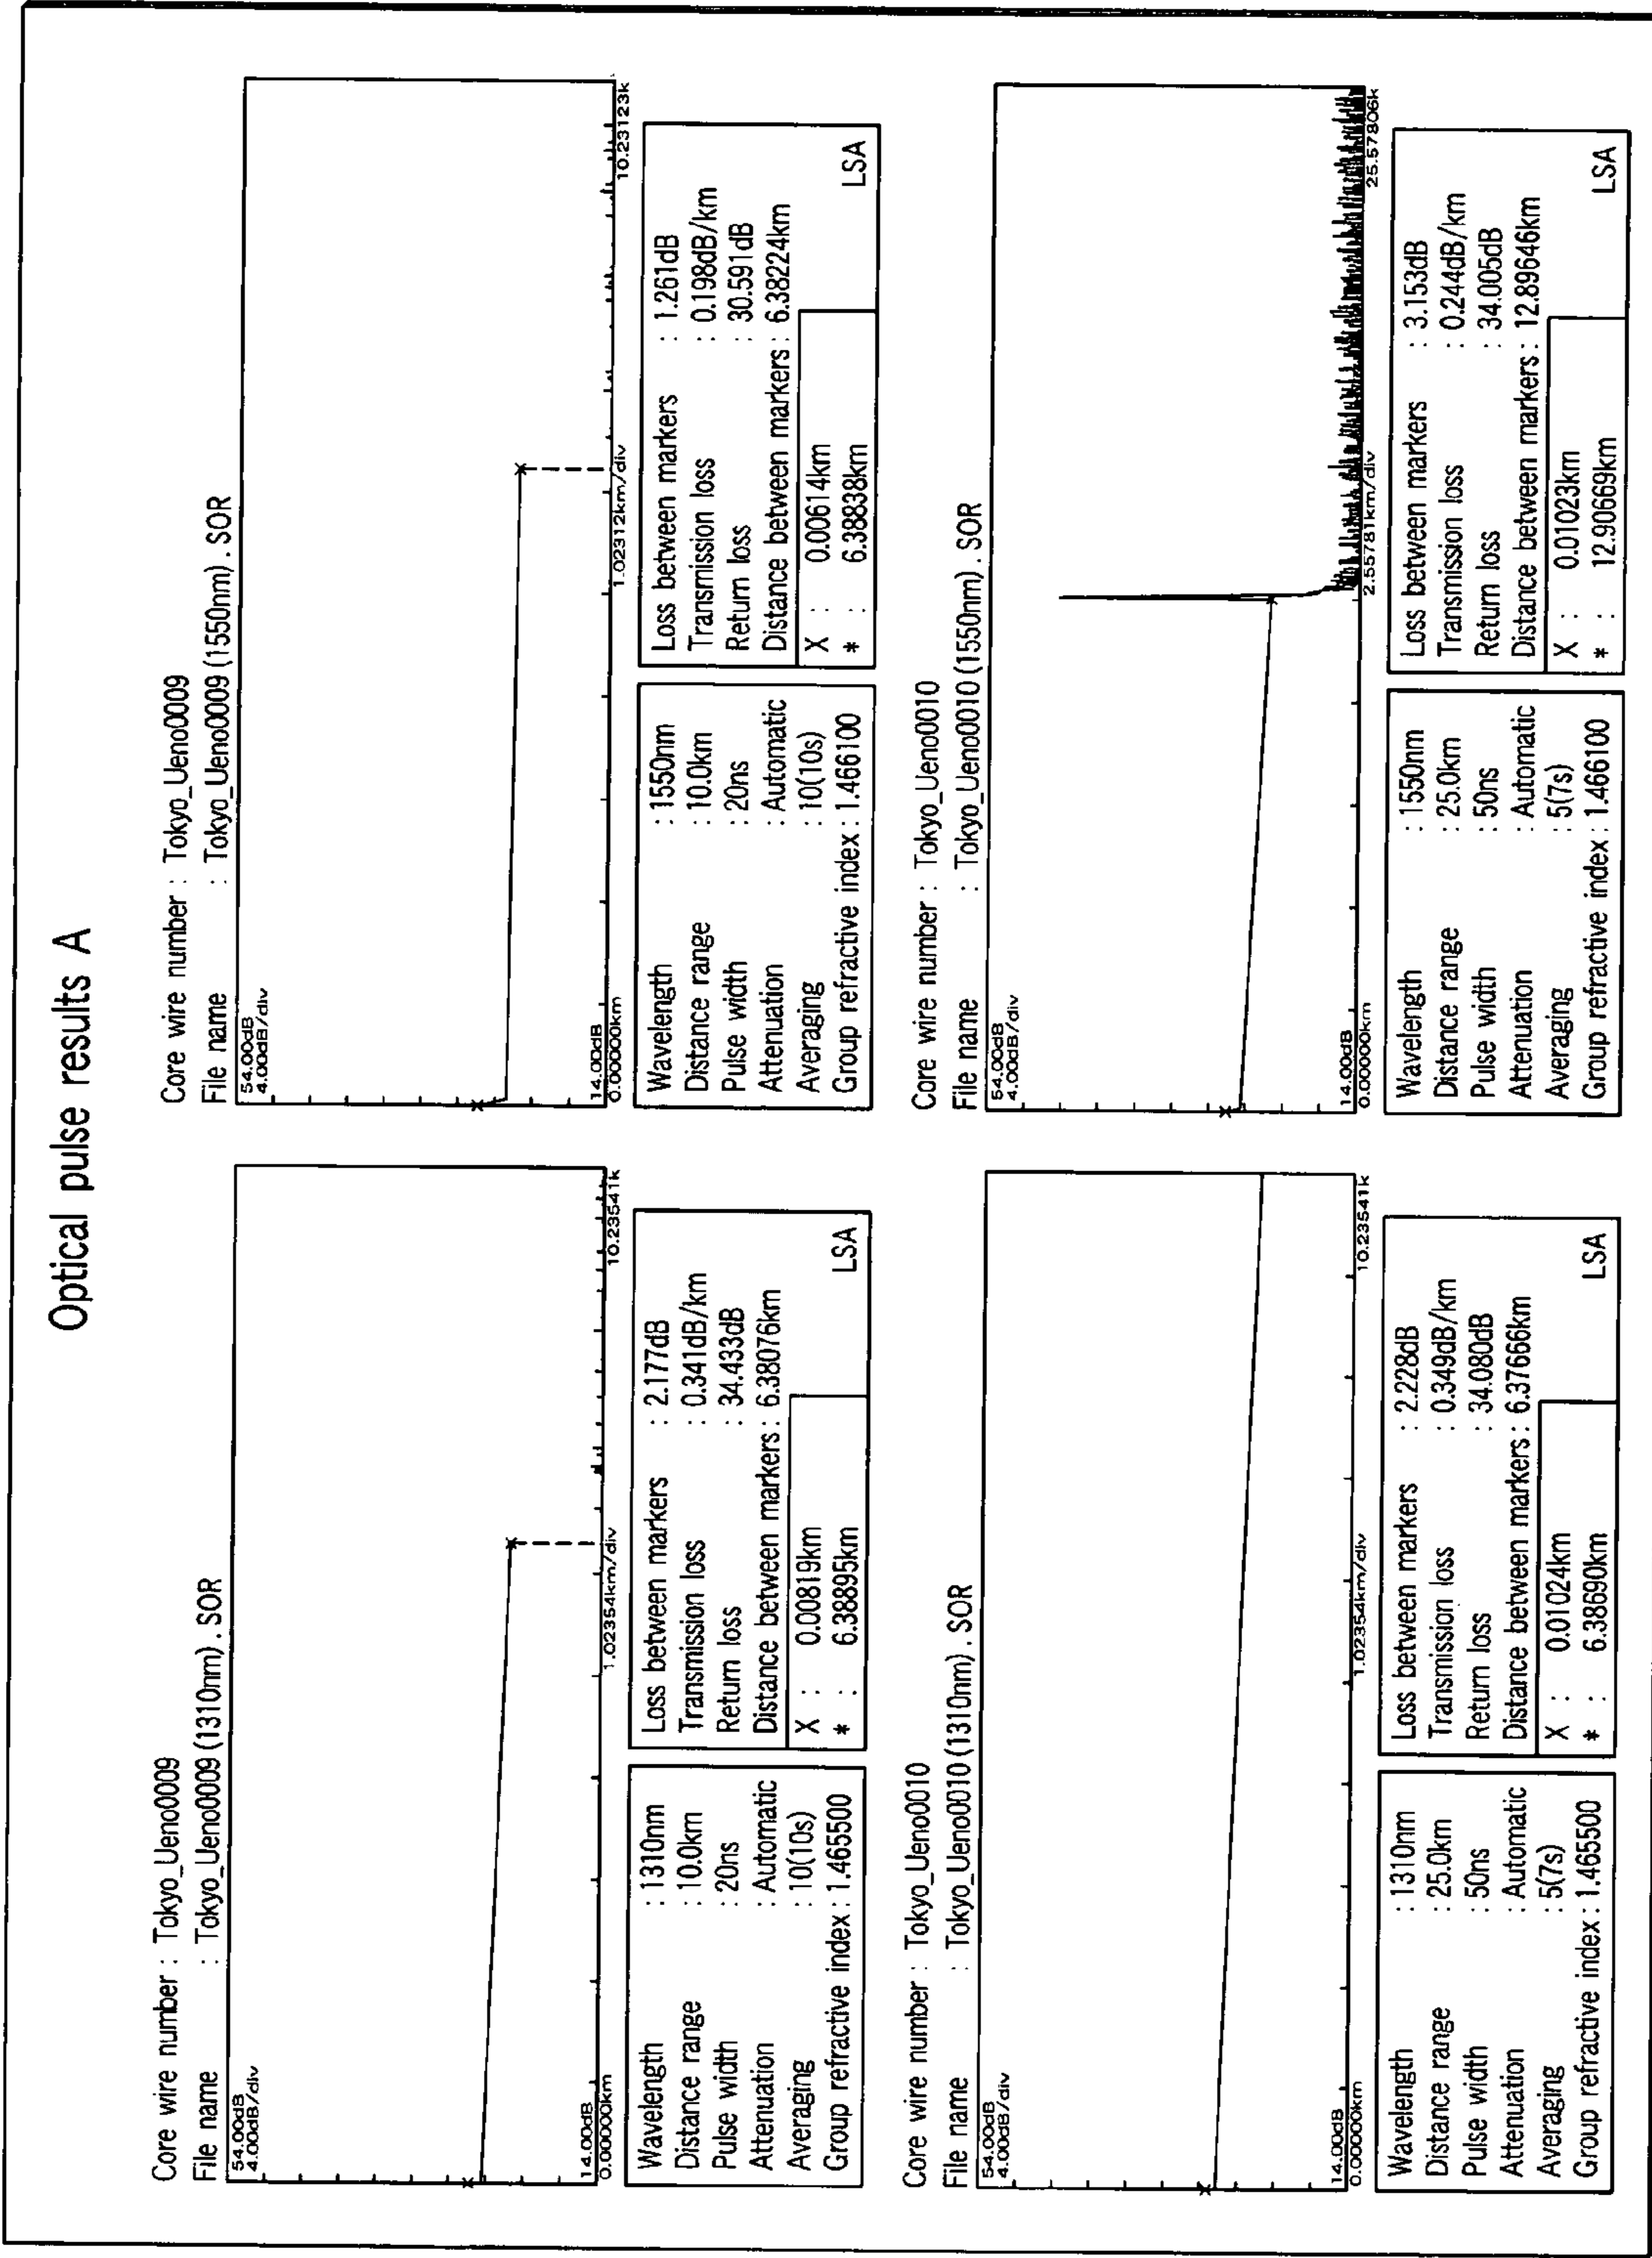 Optical pulse results A
Core wire number : Tokyo_Ueno0009
File name : Tokyo_Ueno0009 (1310nm) . SOR
54.00dB
4.00dB/div
14.00dB
0.00000km
1.02354km/div
10.23541k
Wavelength : 1310nm
Distance range : 10.0km
Pulse width : 20ns
Attenuation : Automatic
Averaging : 10(10s)
Group refractive index : 1.465500
Loss between markers : 2.177dB
Transmission loss : 0.341dB/km
Return loss : 34.433dB
Distance between markers : 6.38076km
X : 0.00819km
* : 6.38895km
LSA
Core wire number : Tokyo_Ueno0009
File name : Tokyo_Ueno0009 (1550nm) . SOR
54.00dB
4.00dB/div
14.00dB
0.00000km
1.02312km/div
10.23123k
Wavelength : 1550nm
Distance range : 10.0km
Pulse width : 20ns
Attenuation : Automatic
Averaging : 10(10s)
Group refractive index : 1.466100
Loss between markers : 1.261dB
Transmission loss : 0.198dB/km
Return loss : 30.591dB
Distance between markers : 6.38224km
X : 0.00614km
* : 6.38838km
LSA
Core wire number : Tokyo_Ueno0010
File name : Tokyo_Ueno0010 (1310nm) . SOR
54.00dB
4.00dB/div
14.00dB
0.00000km
1.02354km/div
10.23541k
Wavelength : 1310nm
Distance range : 25.0km
Pulse width : 50ns
Attenuation : Automatic
Averaging : 5(7s)
Group refractive index : 1.465500
Loss between markers : 2.228dB
Transmission loss : 0.349dB/km
Return loss : 34.080dB
Distance between markers : 6.37666km
X : 0.01024km
* : 6.38690km
LSA
Core wire number : Tokyo_Ueno0010
File name : Tokyo_Ueno0010 (1550nm) . SOR
54.00dB
4.00dB/div
14.00dB
0.00000km
2.55781km/div
25.57806k
Wavelength : 1550nm
Distance range : 25.0km
Pulse width : 50ns
Attenuation : Automatic
Averaging : 5(7s)
Group refractive index : 1.466100
Loss between markers : 3.153dB
Transmission loss : 0.244dB/km
Return loss : 34.005dB
Distance between markers : 12.89646km
X : 0.01023km
* : 12.90669km
LSA